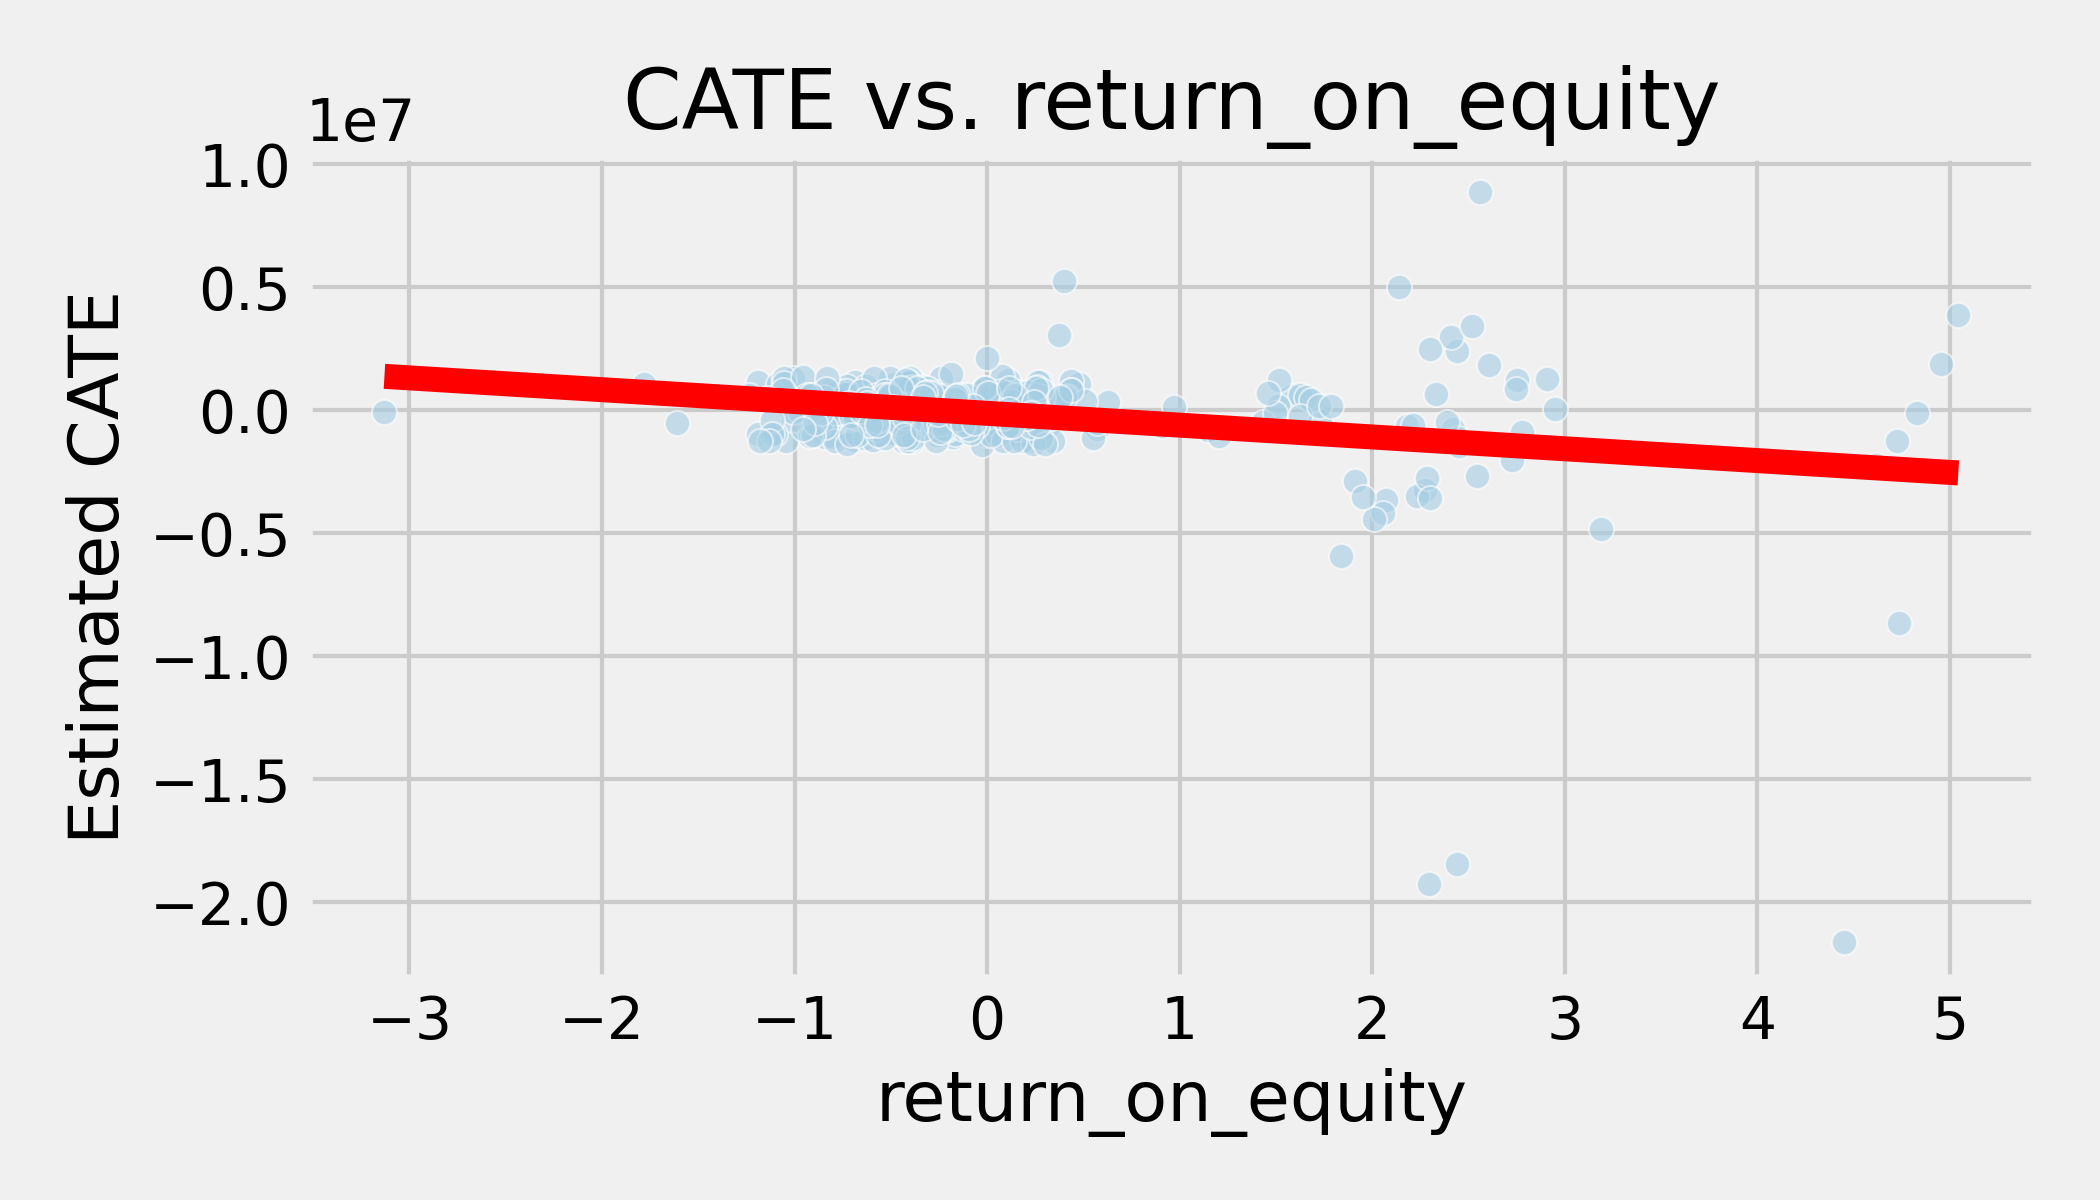 CATE vs. return_on_equity
1e7
1.0
0.5
0.0
−0.5
−1.0
−1.5
−2.0
Estimated CATE
−3 −2 −1 0 1 2 3 4 5
return_on_equity